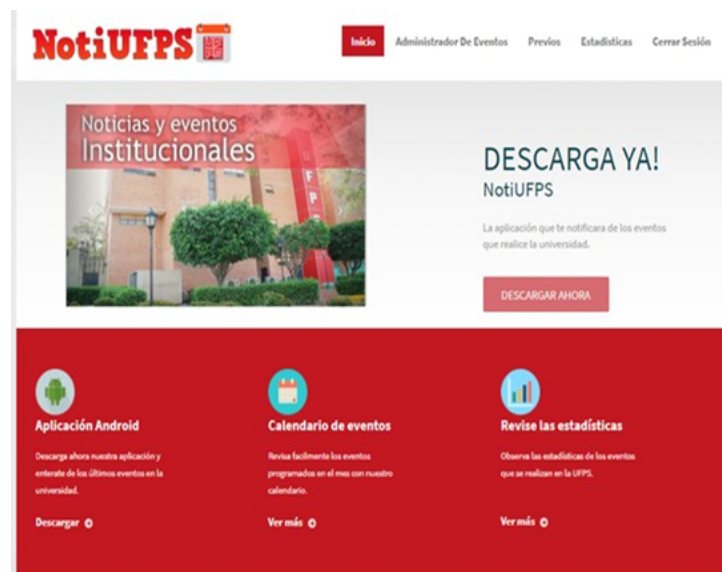 NotiUFPS
Inicio
Administrador De Eventos
Previos
Estadísticas
Cerrar Sesión
Noticias y eventos
Institucionales
UFPS
DESCARGA YA!
NotiUFPS
La aplicación que te notificara de los eventos
que realice la universidad.
DESCARGAR AHORA
Aplicación Android
Descarga ahora nuestra aplicación y
enterate de los últimos eventos en la
universidad.
Descargar
Calendario de eventos
Revisa facilmente los eventos
programados en el mes con nuestro
calendario.
Ver más
Revise las estadísticas
Observa las estadísticas de los eventos
que se realizan en la UFPS.
Ver más